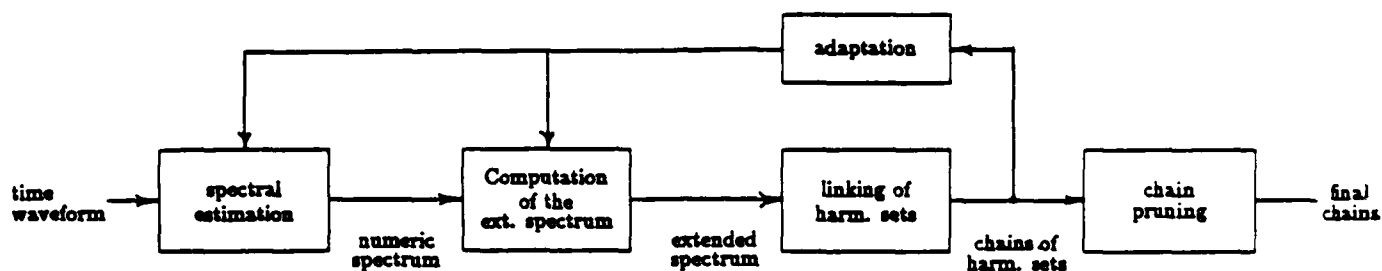 adaptation
time
waveform
spectral
estimation
numeric
spectrum
Computation
of the
ext. spectrum
extended
spectrum
linking of
harm. sets
chains of
harm. sets
chain
pruning
final
chains